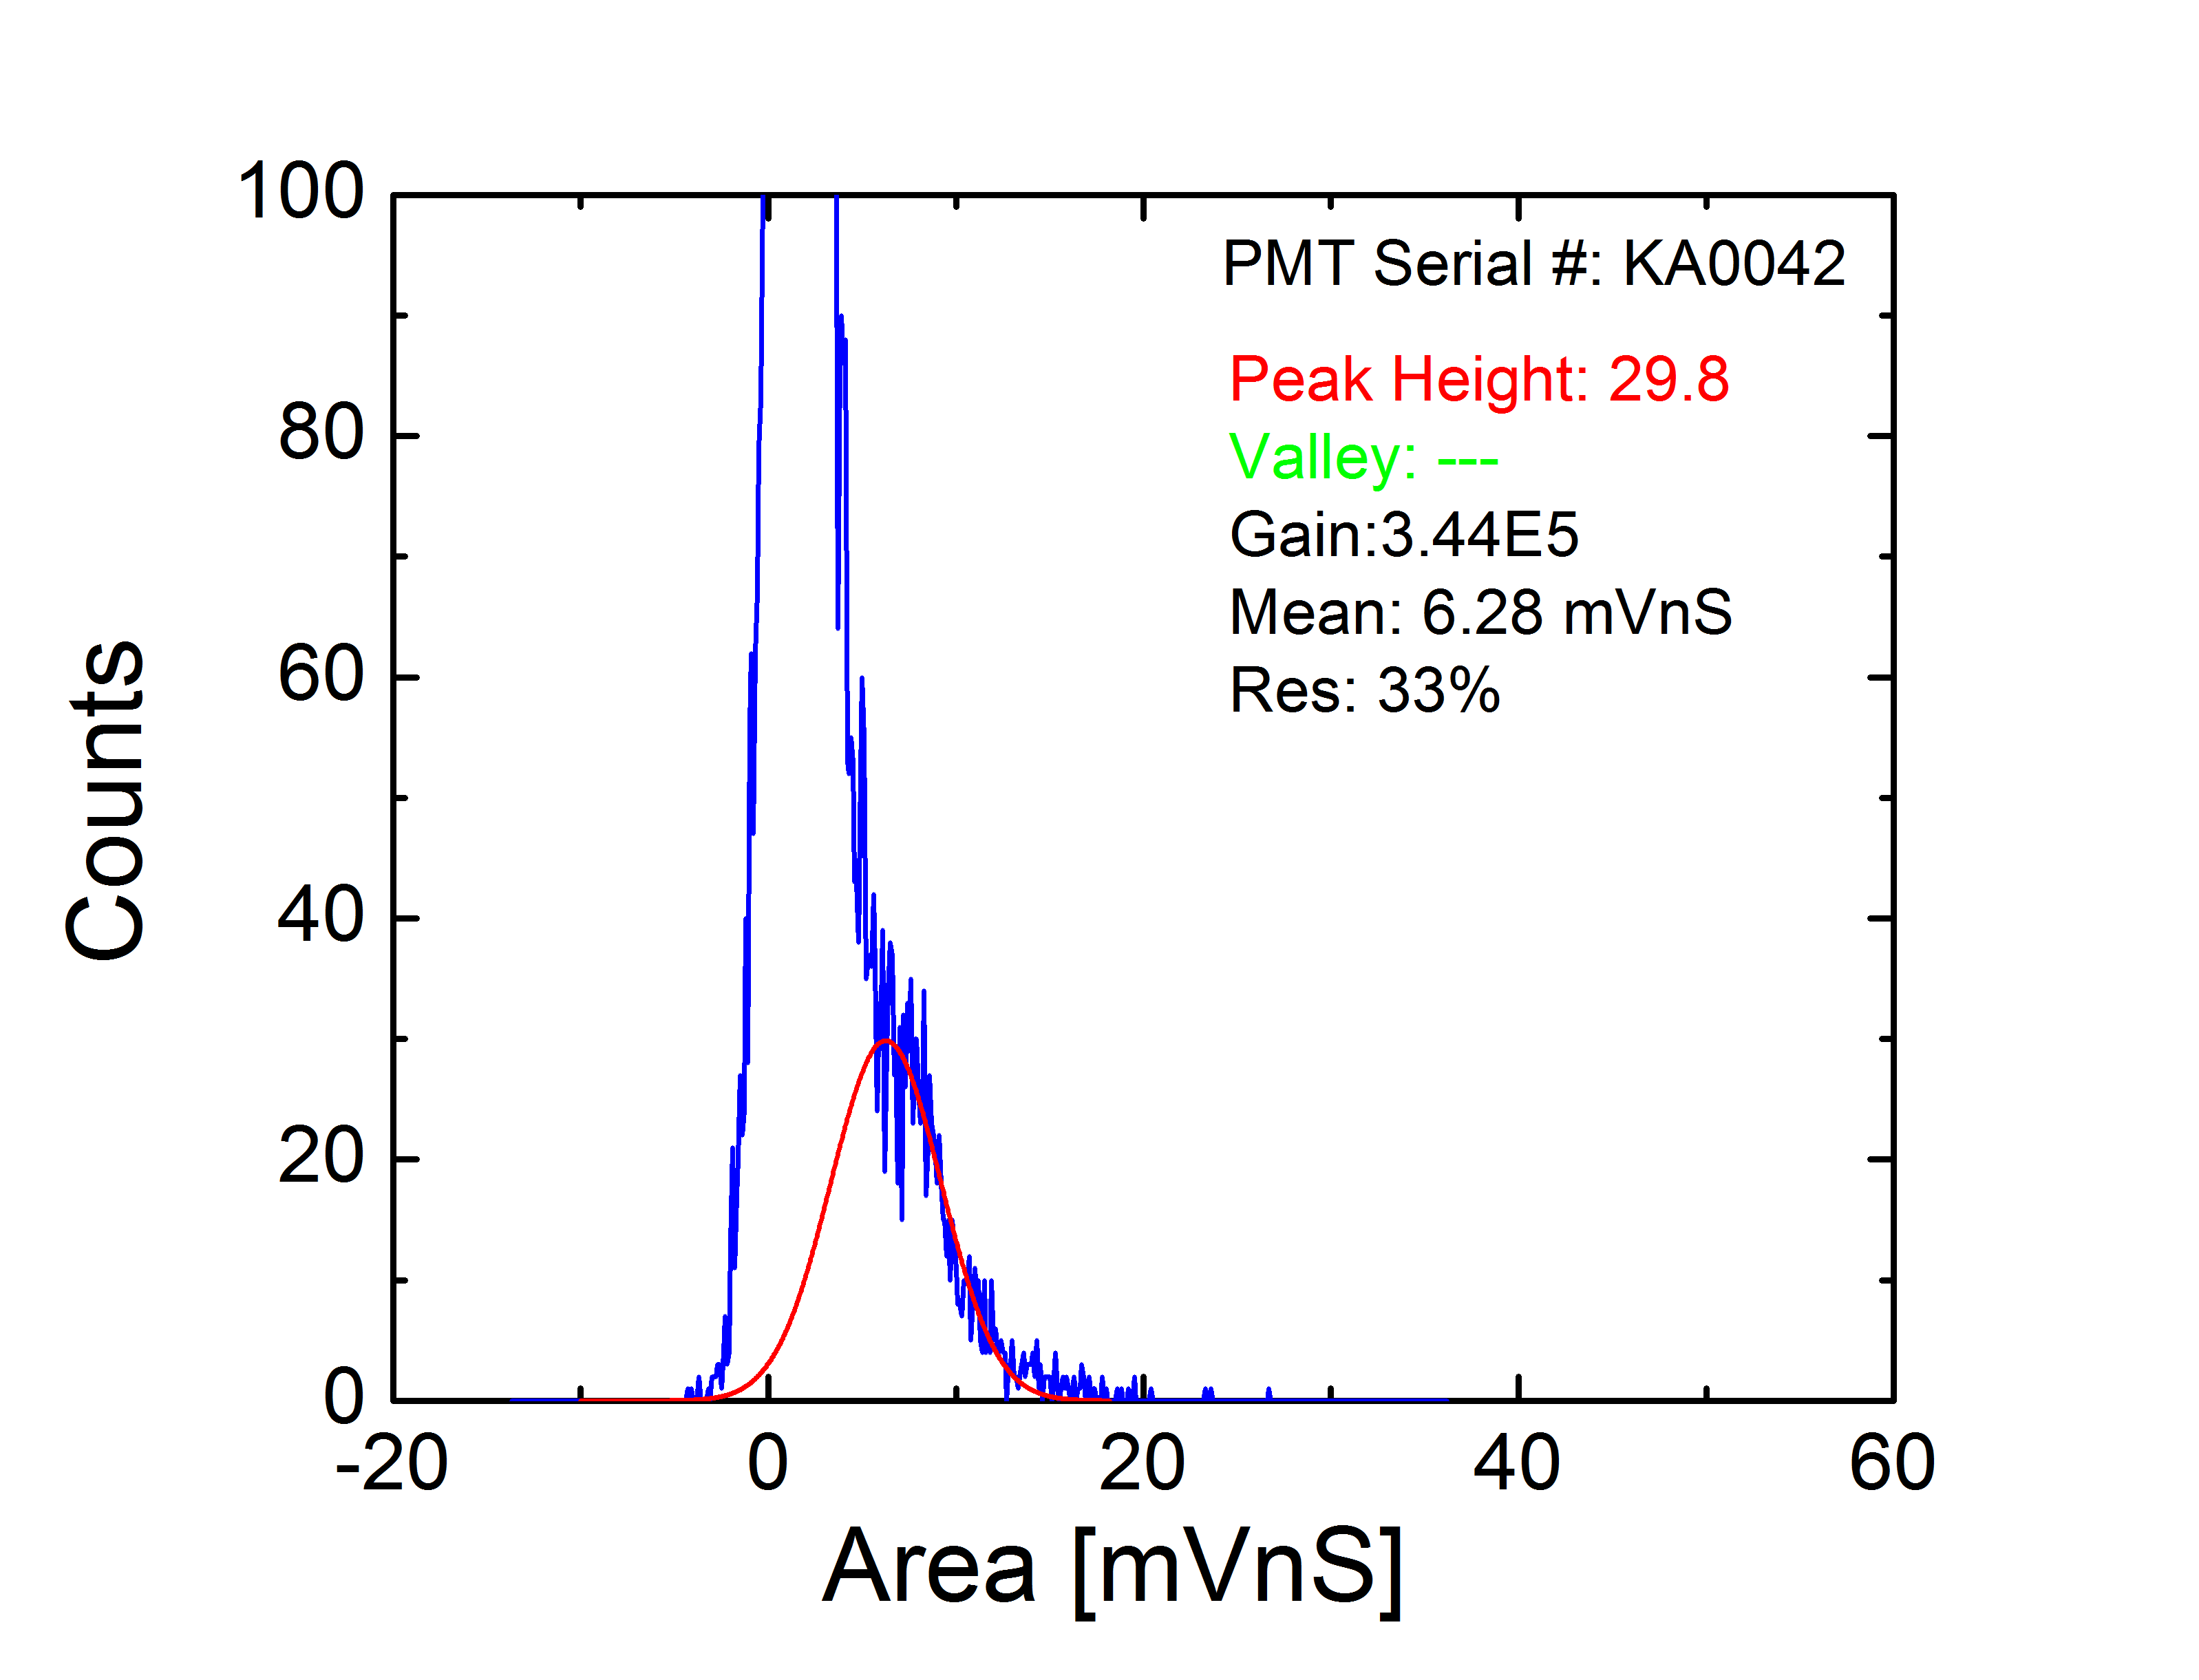 100
80
60
40
20
0
Counts
PMT Serial #: KA0042
Peak Height: 29.8
Valley: ---
Gain:3.44E5
Mean: 6.28 mVnS
Res: 33%
-20 0 20 40 60
Area [mVnS]